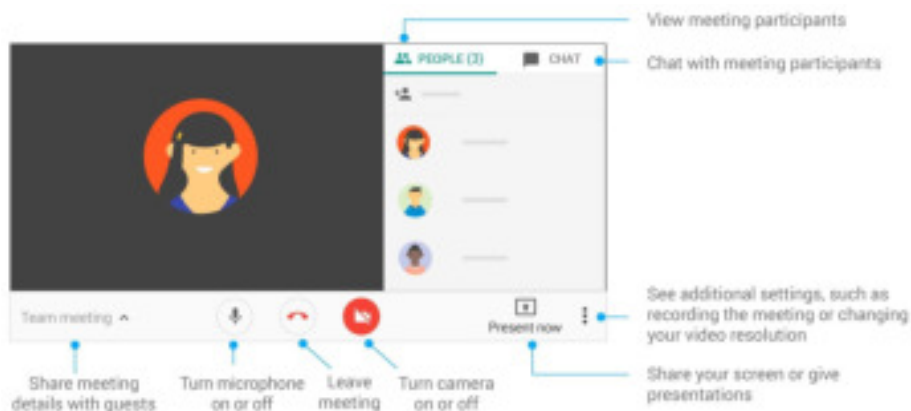 View meeting participants
PEOPLE (3)
CHAT
Chat with meeting participants
Team meeting
Present now
See additional settings, such as
recording the meeting or changing
your video resolution
Share meeting
details with guests
Turn microphone
on or off
Leave
meeting
Turn camera
on or off
Share your screen or give
presentations